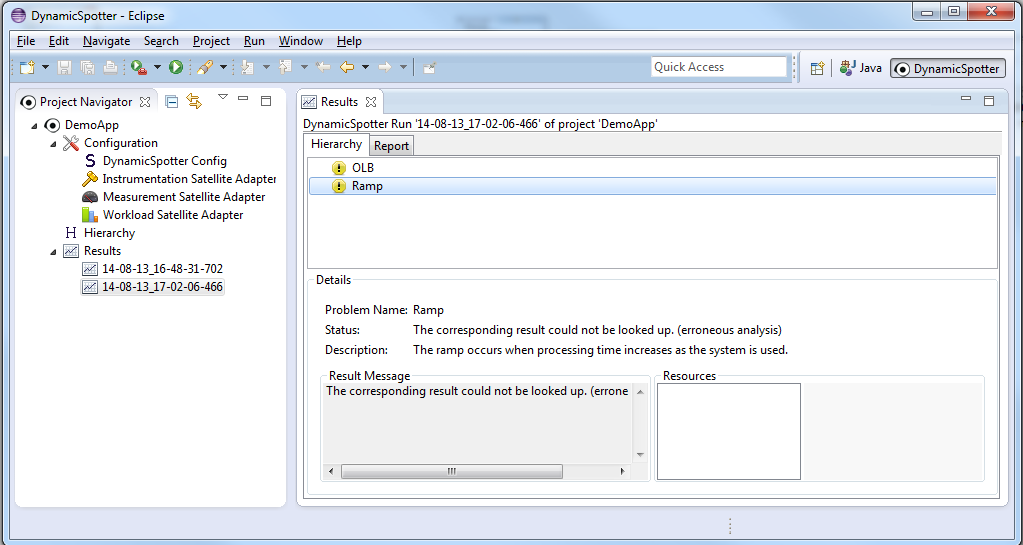 DynamicSpotter - Eclipse
File Edit Navigate Search Project Run Window Help
Quick Access
Java
DynamicSpotter
Project Navigator
DemoApp
Configuration
DynamicSpotter Config
Instrumentation Satellite Adapter
Measurement Satellite Adapter
Workload Satellite Adapter
Hierarchy
Results
14-08-13_16-48-31-702
14-08-13_17-02-06-466
Results
DynamicSpotter Run '14-08-13_17-02-06-466' of project 'DemoApp'
Hierarchy Report
OLB
Ramp
Details
Problem Name: Ramp
Status: The corresponding result could not be looked up. (erroneous analysis)
Description: The ramp occurs when processing time increases as the system is used.
Result Message
The corresponding result could not be looked up. (errone
Resources